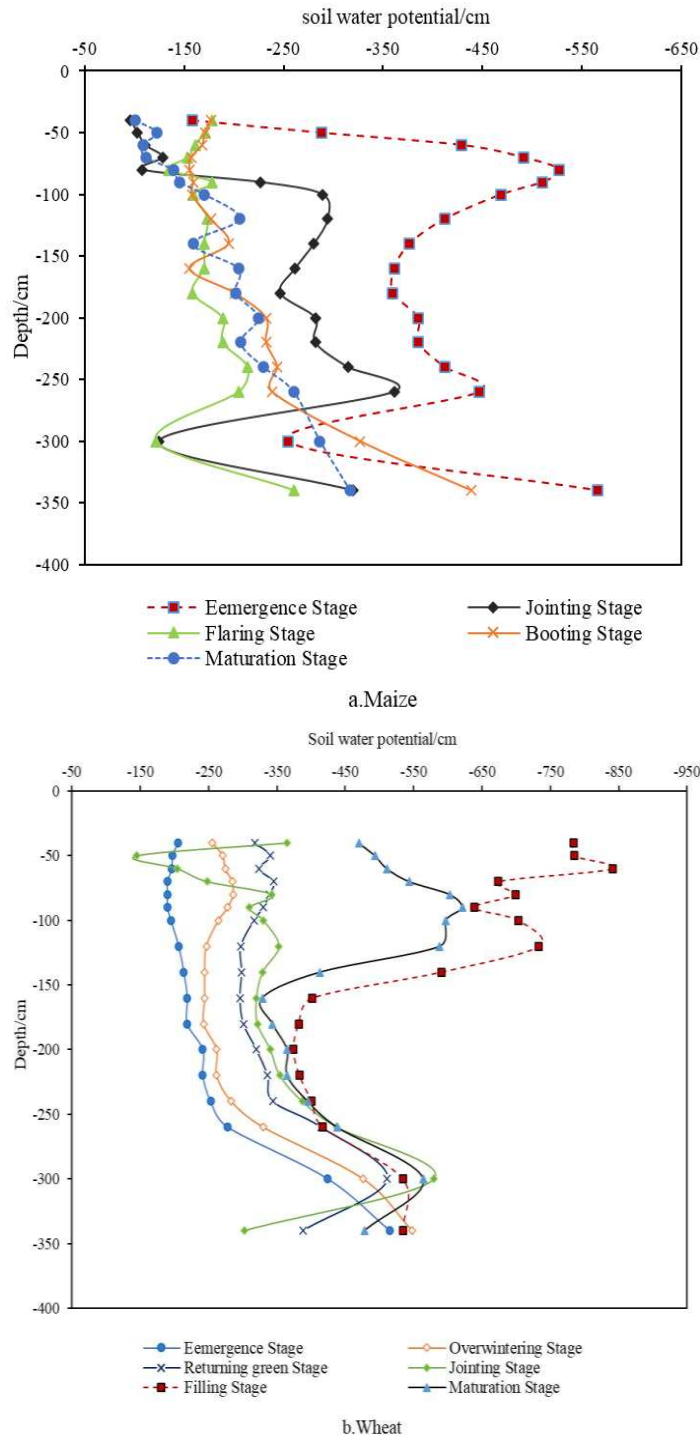 soil water potential/cm
-50 -150 -250 -350 -450 -550 -650
0
-50
-100
-150
-200
-250
-300
-350
-400
Depth/cm
Eemergence Stage Jointing Stage
Flaring Stage Booting Stage
Maturation Stage
a.Maize
Soil water potential/cm
-50 -150 -250 -350 -450 -550 -650 -750 -850 -950
0
-50
-100
-150
-200
-250
-300
-350
-400
Depth/cm
Eemergence Stage Overwintering Stage
Returning green Stage Jointing Stage
Filling Stage Maturation Stage
b.Wheat